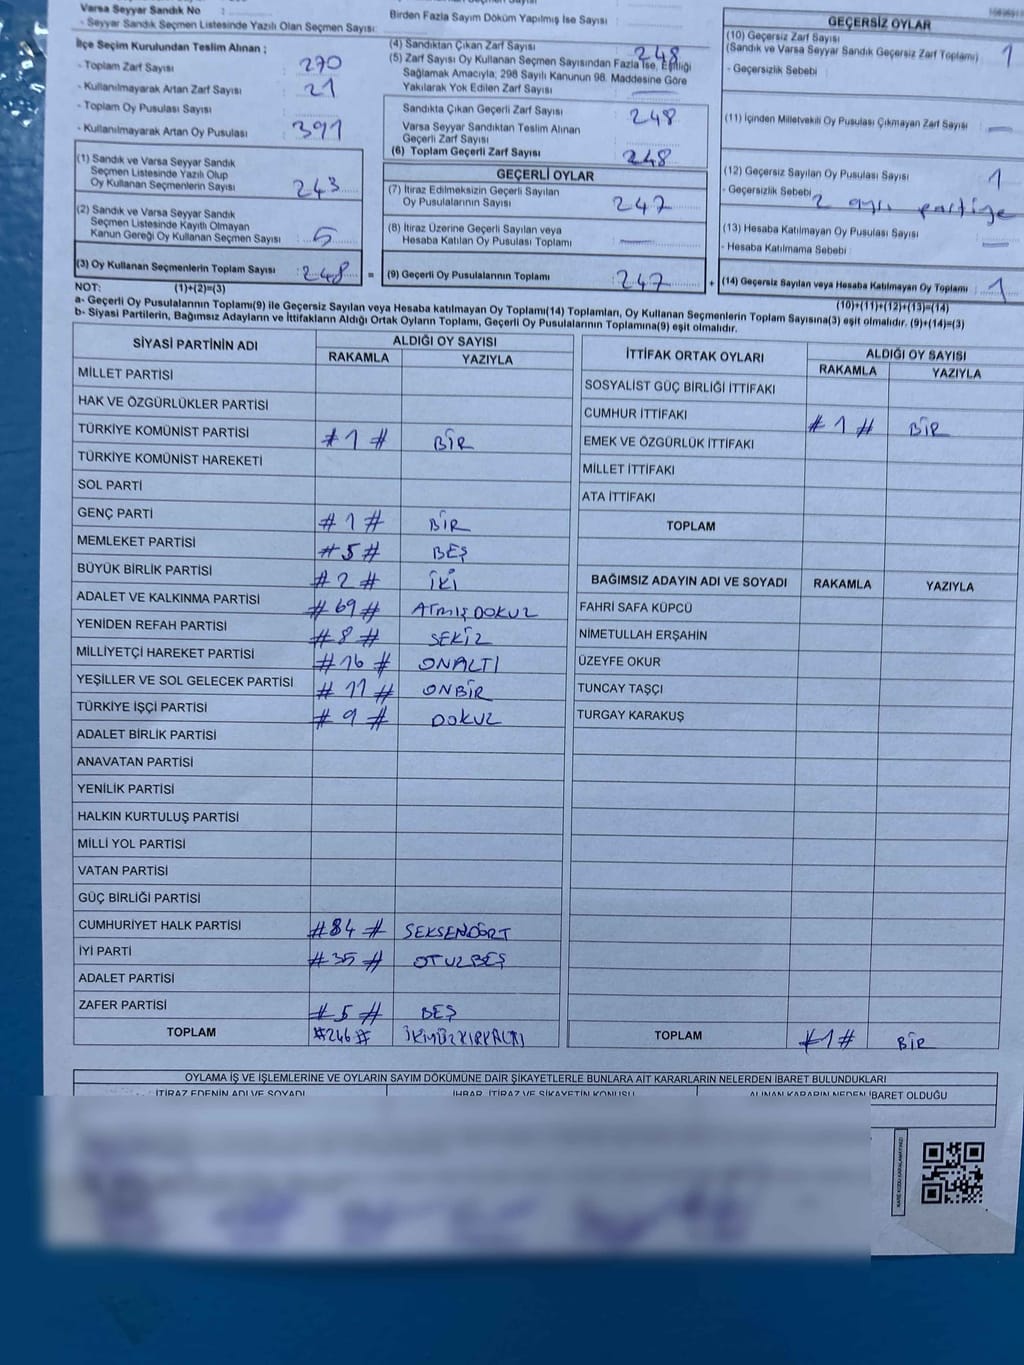 Varsa Seyyar Sandık No :
- Seyyar Sandık Seçmen Listesinde Yazılı Olan Seçmen Sayısı:
İlçe Seçim Kurulundan Teslim Alınan ;
- Toplam Zarf Sayısı : 270
- Kullanılmayarak Artan Zarf Sayısı : 21
- Toplam Oy Pusulası Sayısı :
- Kullanılmayarak Artan Oy Pusulası : 391
(1) Sandık ve Varsa Seyyar Sandık
Seçmen Listesinde Yazılı Olup
Oy Kullanan Seçmenlerin Sayısı : 243
(2) Sandık ve Varsa Seyyar Sandık
Seçmen Listesinde Kayıtlı Olmayan
Kanun Gereği Oy Kullanan Seçmen Sayısı : 5
(3) Oy Kullanan Seçmenlerin Toplam Sayısı : 248 =
Birden Fazla Sayım Döküm Yapılmış İse Sayısı :
(4) Sandıktan Çıkan Zarf Sayısı : 248
(5) Zarf Sayısı Oy Kullanan Seçmen Sayısından Fazla İse, Eşitliği
Sağlamak Amacıyla; 298 Sayılı Kanunun 98. Maddesine Göre
Yakılarak Yok Edilen Zarf Sayısı : —
Sandıkta Çıkan Geçerli Zarf Sayısı : 248
Varsa Seyyar Sandıktan Teslim Alınan
Geçerli Zarf Sayısı :
(6) Toplam Geçerli Zarf Sayısı : 248
GEÇERLİ OYLAR
(7) İtiraz Edilmeksizin Geçerli Sayılan
Oy Pusulalarının Sayısı : 247
(8) İtiraz Üzerine Geçerli Sayılan veya
Hesaba Katılan Oy Pusulası Toplamı : —
(9) Geçerli Oy Pusulalarının Toplamı : 247 +
GEÇERSİZ OYLAR
(10) Geçersiz Zarf Sayısı
(Sandık ve Varsa Seyyar Sandık Geçersiz Zarf Toplamı) : 1
- Geçersizlik Sebebi :
(11) İçinden Milletvekili Oy Pusulası Çıkmayan Zarf Sayısı : —
(12) Geçersiz Sayılan Oy Pusulası Sayısı : 1
- Geçersizlik Sebebi : 2 ayrı partiye
(13) Hesaba Katılmayan Oy Pusulası Sayısı : —
- Hesaba Katılmama Sebebi :
(14) Geçersiz Sayılan veya Hesaba Katılmayan Oy Toplamı : 1
NOT: (1)+(2)=(3) (10)+(11)+(12)+(13)=(14)
a- Geçerli Oy Pusulalarının Toplamı(9) ile Geçersiz Sayılan veya Hesaba katılmayan Oy Toplamı(14) Toplamları, Oy Kullanan Seçmenlerin Toplam Sayısına(3) eşit olmalıdır. (9)+(14)=(3)
b- Siyasi Partilerin, Bağımsız Adayların ve İttifakların Aldığı Ortak Oyların Toplamı, Geçerli Oy Pusulalarının Toplamına(9) eşit olmalıdır.
SİYASİ PARTİNİN ADI ALDIĞI OY SAYISI
RAKAMLA YAZIYLA
MİLLET PARTİSİ
HAK VE ÖZGÜRLÜKLER PARTİSİ
TÜRKİYE KOMÜNİST PARTİSİ #1# BİR
TÜRKİYE KOMÜNİST HAREKETİ
SOL PARTİ
GENÇ PARTİ #1# BİR
MEMLEKET PARTİSİ #5# BEŞ
BÜYÜK BİRLİK PARTİSİ #2# İKİ
ADALET VE KALKINMA PARTİSİ #69# ATMIŞDOKUZ
YENİDEN REFAH PARTİSİ #8# SEKİZ
MİLLİYETÇİ HAREKET PARTİSİ #16# ONALTI
YEŞİLLER VE SOL GELECEK PARTİSİ #11# ONBİR
TÜRKİYE İŞÇİ PARTİSİ #9# DOKUZ
ADALET BİRLİK PARTİSİ
ANAVATAN PARTİSİ
YENİLİK PARTİSİ
HALKIN KURTULUŞ PARTİSİ
MİLLİ YOL PARTİSİ
VATAN PARTİSİ
GÜÇ BİRLİĞİ PARTİSİ
CUMHURİYET HALK PARTİSİ #84# SEKSENDÖRT
İYİ PARTİ #35# OTUZBEŞ
ADALET PARTİSİ
ZAFER PARTİSİ #5# BEŞ
TOPLAM #246# İKİYÜZKIRKALTI
İTTİFAK ORTAK OYLARI ALDIĞI OY SAYISI
RAKAMLA YAZIYLA
SOSYALİST GÜÇ BİRLİĞİ İTTİFAKI
CUMHUR İTTİFAKI #1# BİR
EMEK VE ÖZGÜRLÜK İTTİFAKI
MİLLET İTTİFAKI
ATA İTTİFAKI
TOPLAM
BAĞIMSIZ ADAYIN ADI VE SOYADI RAKAMLA YAZIYLA
FAHRİ SAFA KÜPCÜ
NİMETULLAH ERŞAHİN
ÜZEYFE OKUR
TUNCAY TAŞÇI
TURGAY KARAKUŞ
TOPLAM #1# BİR
OYLAMA İŞ VE İŞLEMLERİNE VE OYLARIN SAYIM DÖKÜMÜNE DAİR ŞİKAYETLERLE BUNLARA AİT KARARLARIN NELERDEN İBARET BULUNDUKLARI
İTİRAZ EDENİN ADI VE SOYADI İHBAR, İTİRAZ VE ŞİKAYETİN KONUSU ALINAN KARARIN NEDEN İBARET OLDUĞU
KARE KODU KARALAMAYINIZ!